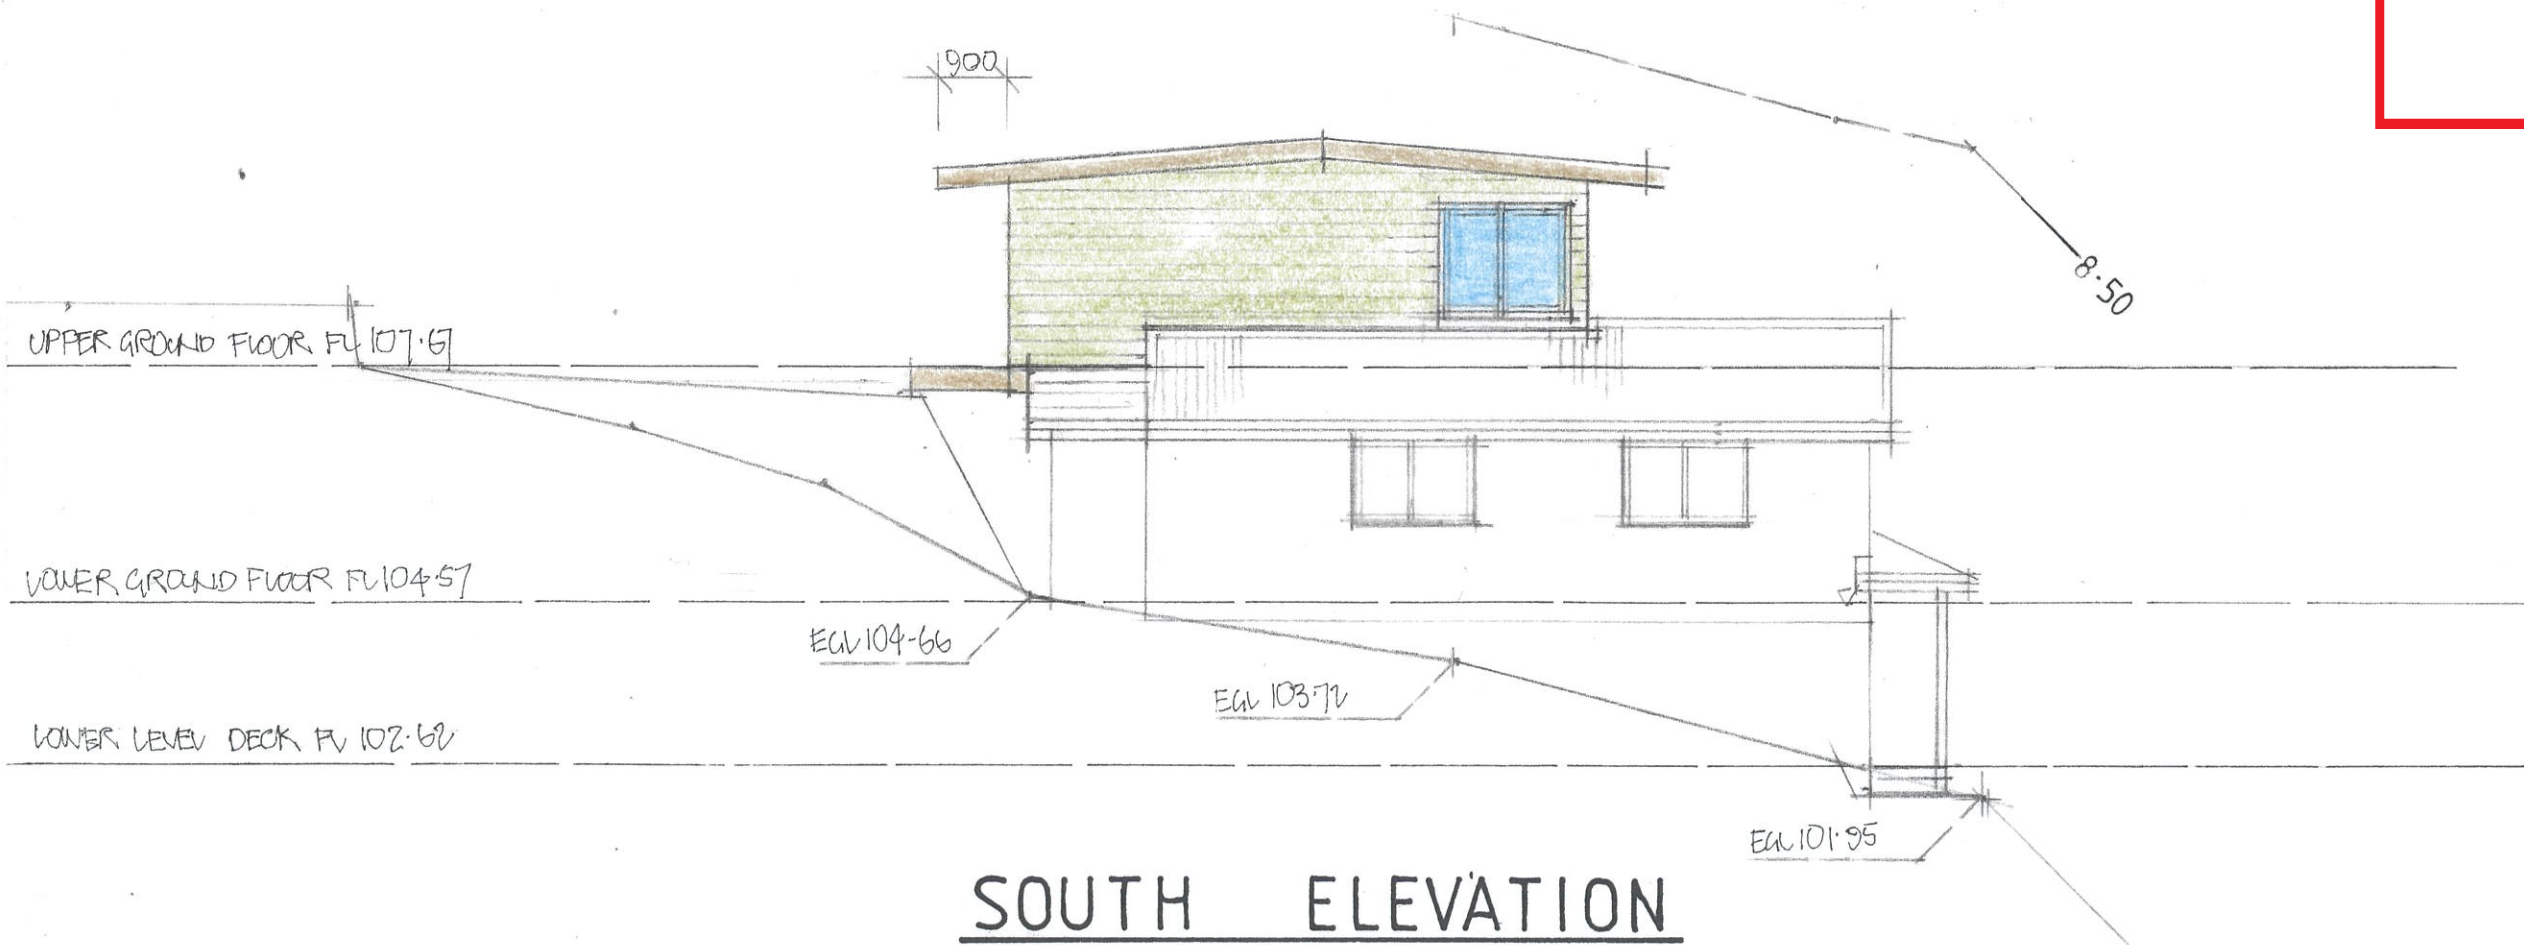 900
8.50
UPPER GROUND FLOOR FL 107.67
LOWER GROUND FLOOR FL 104.57
EGL 104.66
EGL 103.72
LOWER LEVEL DECK FL 102.62
EGL 101.95
SOUTH ELEVATION